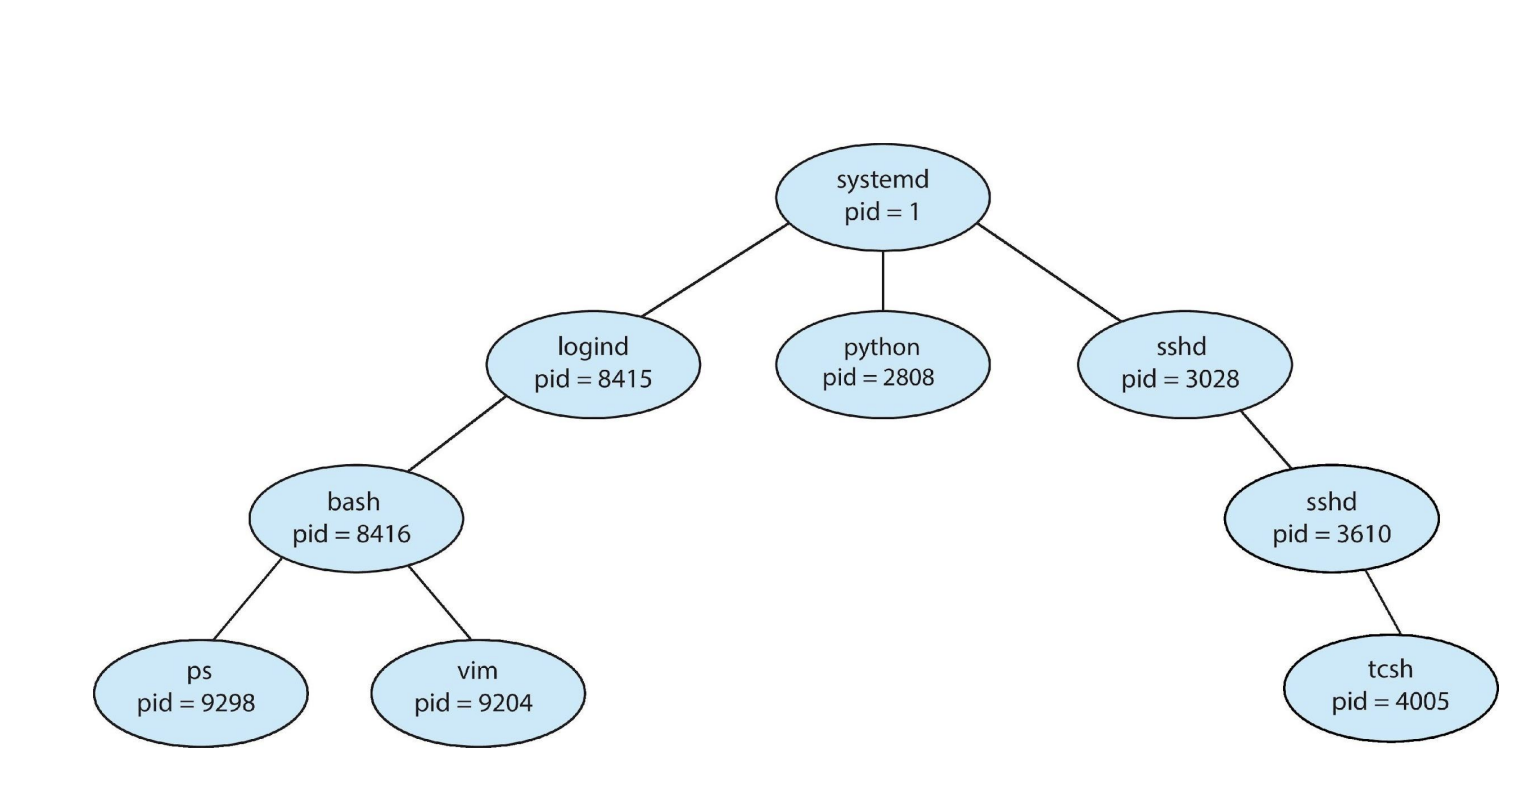 systemd
pid = 1
logind
pid = 8415
python
pid = 2808
sshd
pid = 3028
bash
pid = 8416
sshd
pid = 3610
ps
pid = 9298
vim
pid = 9204
tcsh
pid = 4005